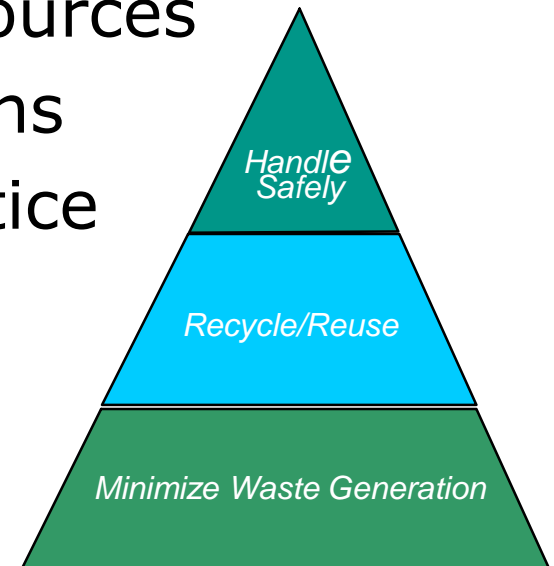 ources
ns
tice
Handle
Safely
Recycle/Reuse
Minimize Waste Generation